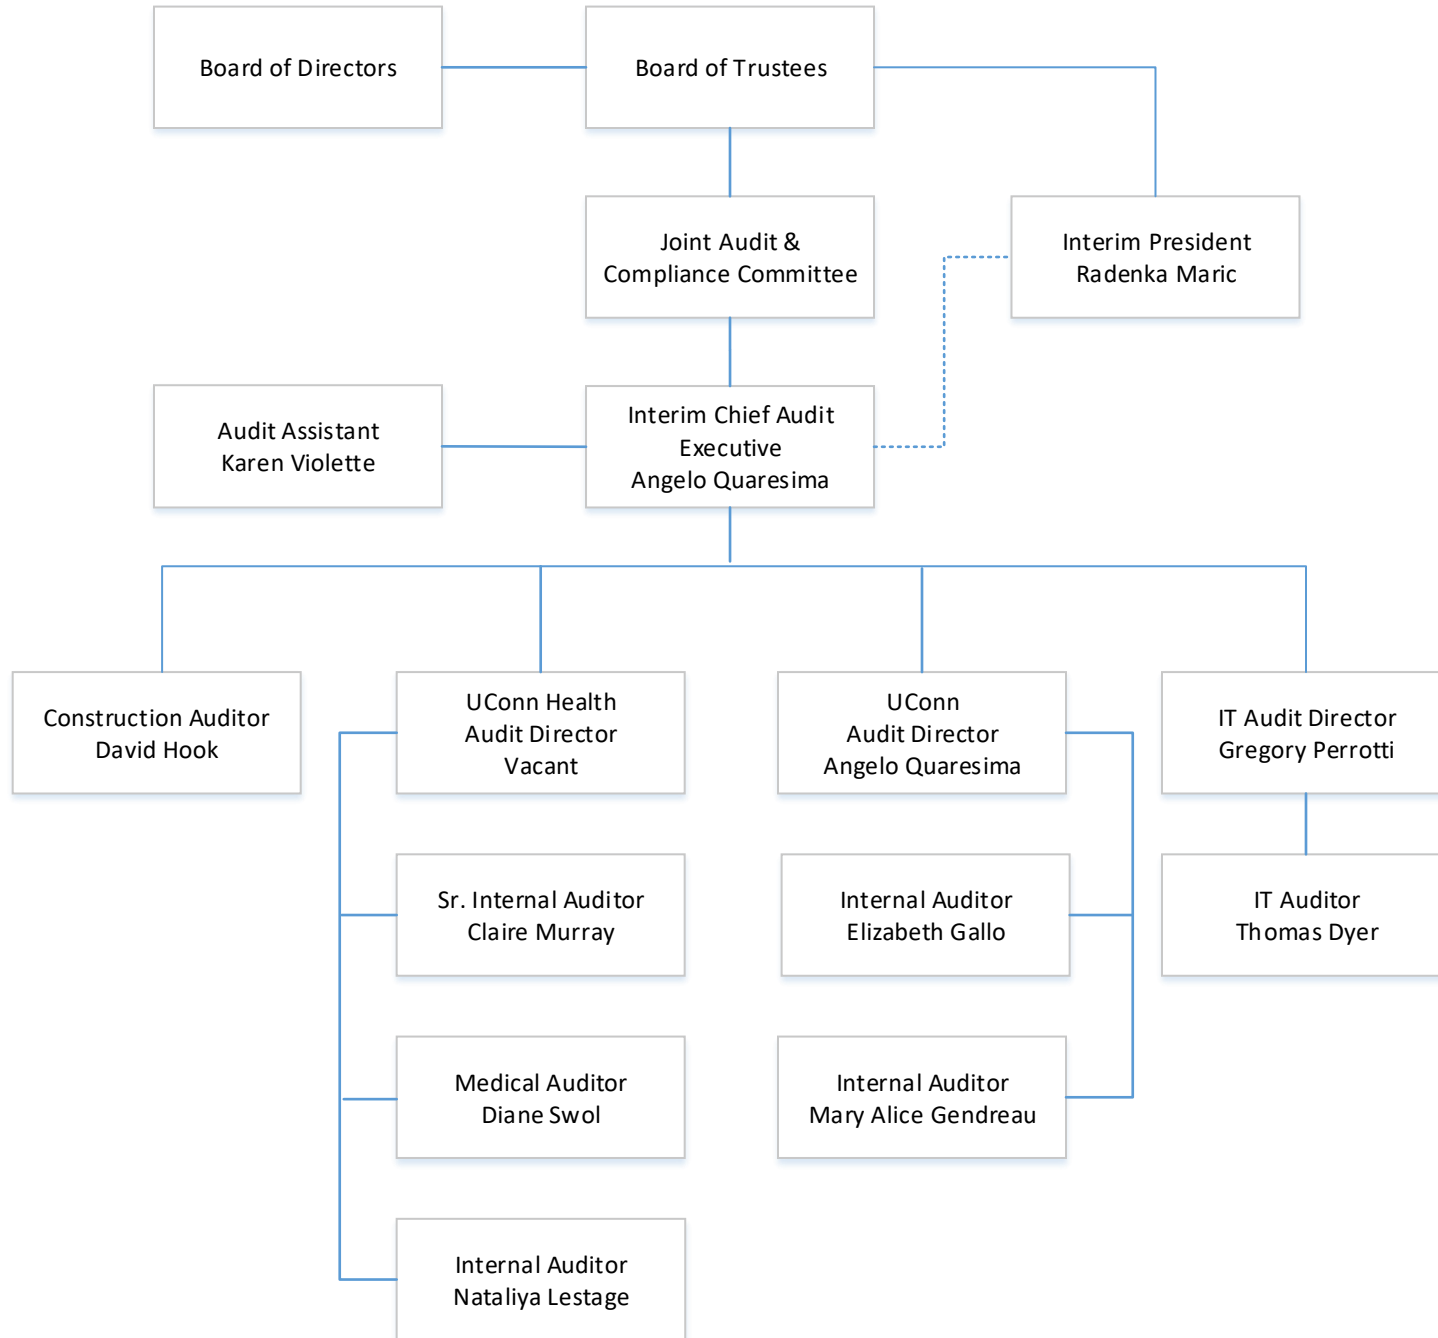 Board of Directors
Board of Trustees
Joint Audit &
Compliance Committee
Interim President
Radenka Maric
Audit Assistant
Karen Violette
Interim Chief Audit
Executive
Angelo Quaresima
Construction Auditor
David Hook
UConn Health
Audit Director
Vacant
UConn
Audit Director
Angelo Quaresima
IT Audit Director
Gregory Perrotti
Sr. Internal Auditor
Claire Murray
Internal Auditor
Elizabeth Gallo
IT Auditor
Thomas Dyer
Medical Auditor
Diane Swol
Internal Auditor
Mary Alice Gendreau
Internal Auditor
Nataliya Lestage